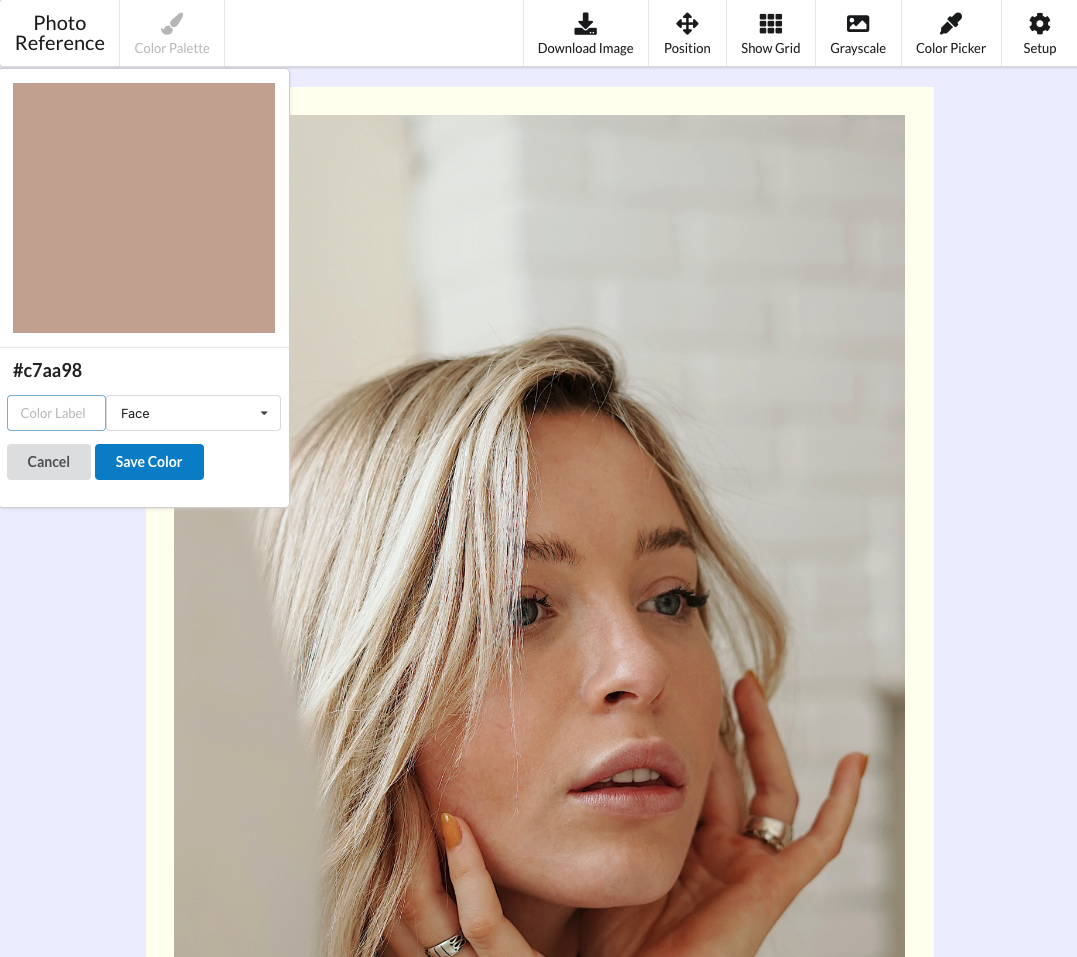 Photo
Reference
Color Palette
Download Image
Position
Show Grid
Grayscale
Color Picker
Setup
#c7aa98
Color Label
Face
Cancel
Save Color